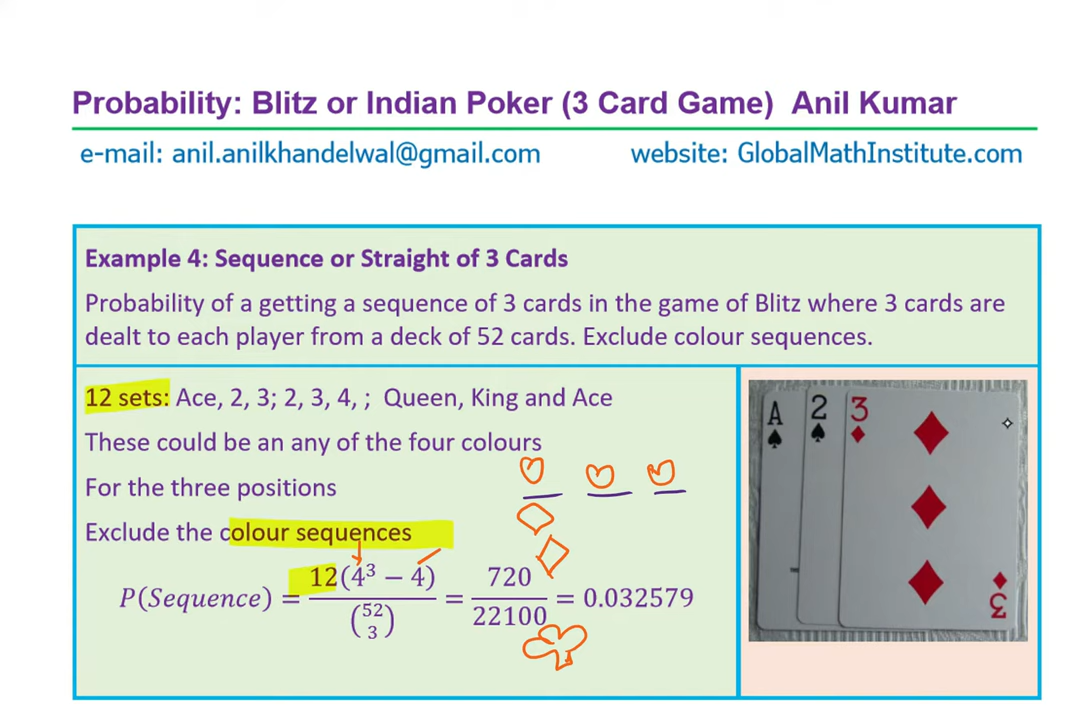 Probability: Blitz or Indian Poker (3 Card Game) Anil Kumar
e-mail: anil.anilkhandelwal@gmail.com website: GlobalMathInstitute.com
Example 4: Sequence or Straight of 3 Cards
Probability of a getting a sequence of 3 cards in the game of Blitz where 3 cards are
dealt to each player from a deck of 52 cards. Exclude colour sequences.
12 sets: Ace, 2, 3; 2, 3, 4, ; Queen, King and Ace
These could be an any of the four colours
For the three positions
Exclude the colour sequences
P(Sequence) = 12(4³ − 4) / (52 3) = 720 / 22100 = 0.032579
A 2 3
3